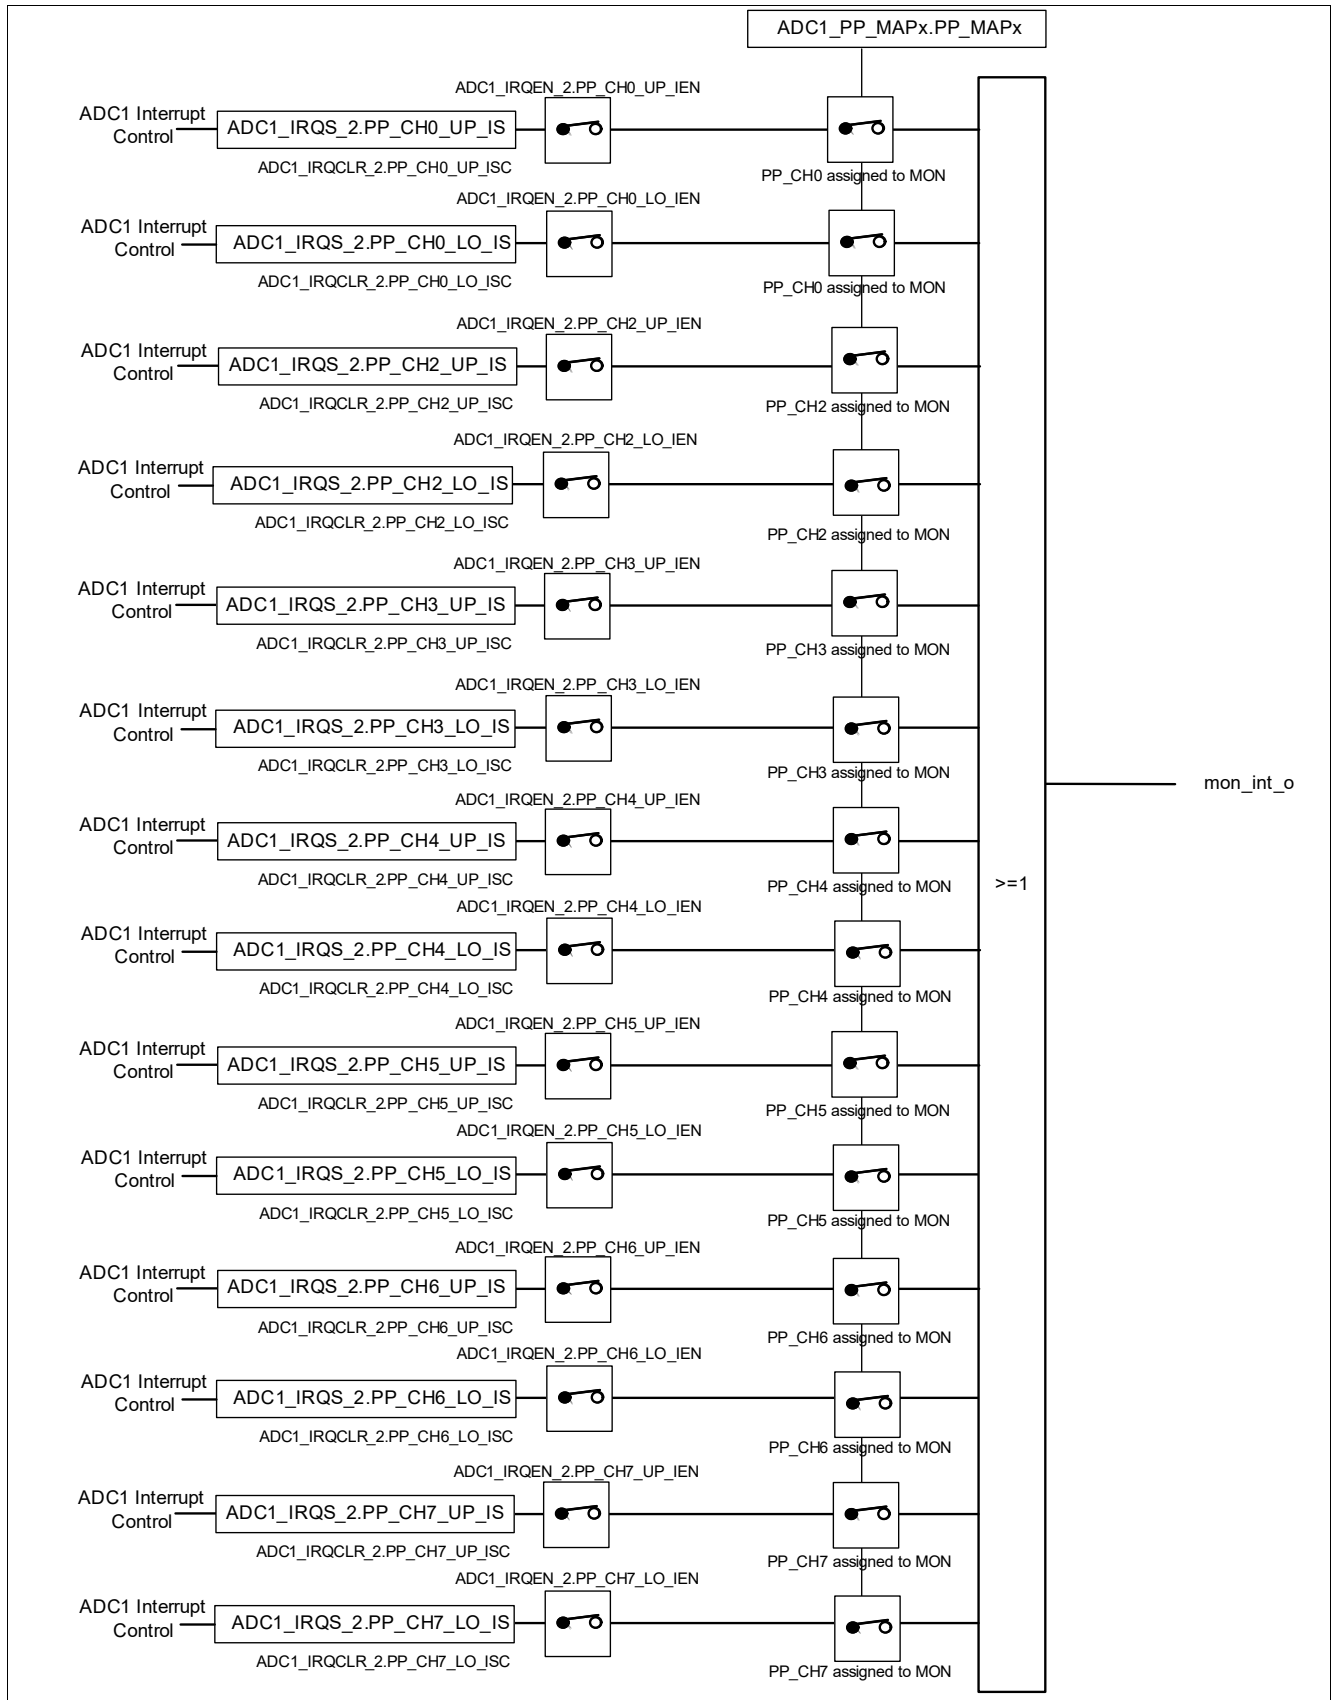 ADC1_PP_MAPx.PP_MAPx
ADC1_IRQEN_2.PP_CH0_UP_IEN
ADC1 Interrupt
Control
ADC1_IRQS_2.PP_CH0_UP_IS
ADC1_IRQCLR_2.PP_CH0_UP_ISC
PP_CH0 assigned to MON
ADC1_IRQEN_2.PP_CH0_LO_IEN
ADC1 Interrupt
Control
ADC1_IRQS_2.PP_CH0_LO_IS
ADC1_IRQCLR_2.PP_CH0_LO_ISC
PP_CH0 assigned to MON
ADC1_IRQEN_2.PP_CH2_UP_IEN
ADC1 Interrupt
Control
ADC1_IRQS_2.PP_CH2_UP_IS
ADC1_IRQCLR_2.PP_CH2_UP_ISC
PP_CH2 assigned to MON
ADC1_IRQEN_2.PP_CH2_LO_IEN
ADC1 Interrupt
Control
ADC1_IRQS_2.PP_CH2_LO_IS
ADC1_IRQCLR_2.PP_CH2_LO_ISC
PP_CH2 assigned to MON
ADC1_IRQEN_2.PP_CH3_UP_IEN
ADC1 Interrupt
Control
ADC1_IRQS_2.PP_CH3_UP_IS
ADC1_IRQCLR_2.PP_CH3_UP_ISC
PP_CH3 assigned to MON
ADC1_IRQEN_2.PP_CH3_LO_IEN
ADC1 Interrupt
Control
ADC1_IRQS_2.PP_CH3_LO_IS
ADC1_IRQCLR_2.PP_CH3_LO_ISC
PP_CH3 assigned to MON
mon_int_o
ADC1_IRQEN_2.PP_CH4_UP_IEN
ADC1 Interrupt
Control
ADC1_IRQS_2.PP_CH4_UP_IS
ADC1_IRQCLR_2.PP_CH4_UP_ISC
PP_CH4 assigned to MON
>=1
ADC1_IRQEN_2.PP_CH4_LO_IEN
ADC1 Interrupt
Control
ADC1_IRQS_2.PP_CH4_LO_IS
ADC1_IRQCLR_2.PP_CH4_LO_ISC
PP_CH4 assigned to MON
ADC1_IRQEN_2.PP_CH5_UP_IEN
ADC1 Interrupt
Control
ADC1_IRQS_2.PP_CH5_UP_IS
ADC1_IRQCLR_2.PP_CH5_UP_ISC
PP_CH5 assigned to MON
ADC1_IRQEN_2.PP_CH5_LO_IEN
ADC1 Interrupt
Control
ADC1_IRQS_2.PP_CH5_LO_IS
ADC1_IRQCLR_2.PP_CH5_LO_ISC
PP_CH5 assigned to MON
ADC1_IRQEN_2.PP_CH6_UP_IEN
ADC1 Interrupt
Control
ADC1_IRQS_2.PP_CH6_UP_IS
ADC1_IRQCLR_2.PP_CH6_UP_ISC
PP_CH6 assigned to MON
ADC1_IRQEN_2.PP_CH6_LO_IEN
ADC1 Interrupt
Control
ADC1_IRQS_2.PP_CH6_LO_IS
ADC1_IRQCLR_2.PP_CH6_LO_ISC
PP_CH6 assigned to MON
ADC1_IRQEN_2.PP_CH7_UP_IEN
ADC1 Interrupt
Control
ADC1_IRQS_2.PP_CH7_UP_IS
ADC1_IRQCLR_2.PP_CH7_UP_ISC
PP_CH7 assigned to MON
ADC1_IRQEN_2.PP_CH7_LO_IEN
ADC1 Interrupt
Control
ADC1_IRQS_2.PP_CH7_LO_IS
ADC1_IRQCLR_2.PP_CH7_LO_ISC
PP_CH7 assigned to MON